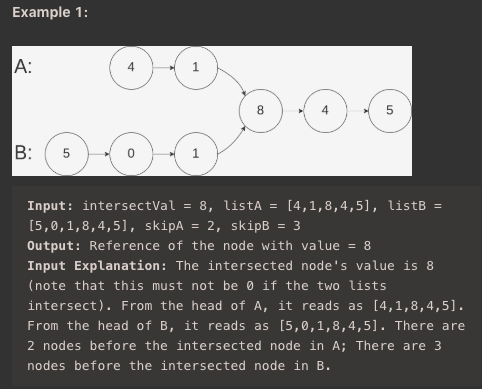 Example 1:
A: 4 1
8 4 5
B: 5 0 1
Input: intersectVal = 8, listA = [4,1,8,4,5], listB =
[5,0,1,8,4,5], skipA = 2, skipB = 3
Output: Reference of the node with value = 8
Input Explanation: The intersected node's value is 8
(note that this must not be 0 if the two lists
intersect). From the head of A, it reads as [4,1,8,4,5].
From the head of B, it reads as [5,0,1,8,4,5]. There are
2 nodes before the intersected node in A; There are 3
nodes before the intersected node in B.